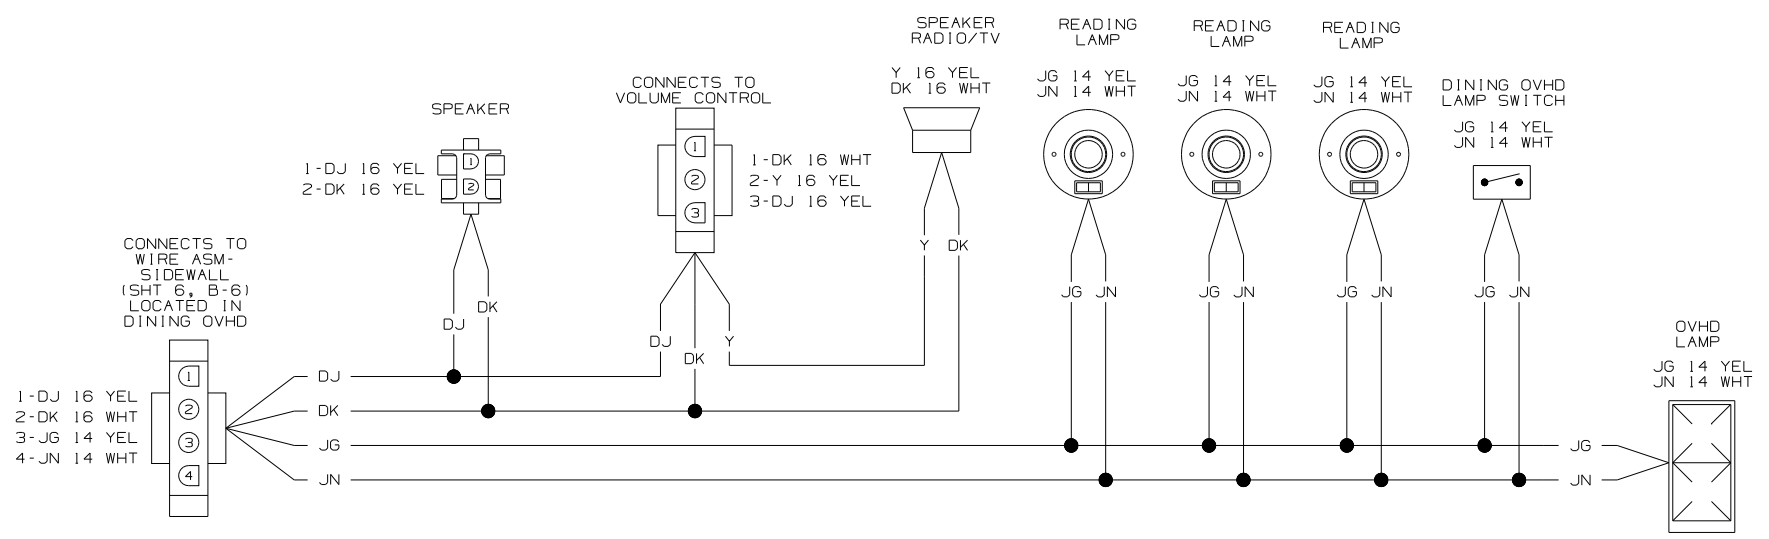 SPEAKER
RADIO/TV
Y 16 YEL
DK 16 WHT
READING
LAMP
JG 14 YEL
JN 14 WHT
READING
LAMP
JG 14 YEL
JN 14 WHT
READING
LAMP
JG 14 YEL
JN 14 WHT
DINING OVHD
LAMP SWITCH
JG 14 YEL
JN 14 WHT
CONNECTS TO
VOLUME CONTROL
1
2
3
1-DK 16 WHT
2-Y 16 YEL
3-DJ 16 YEL
SPEAKER
1-DJ 16 YEL
2-DK 16 YEL
1
2
CONNECTS TO
WIRE ASM-
SIDEWALL
(SHT 6, B-6)
LOCATED IN
DINING OVHD
1-DJ 16 YEL
2-DK 16 WHT
3-JG 14 YEL
4-JN 14 WHT
1
2
3
4
DJ
DK
JG
JN
DJ
DK
DJ
DK
Y
Y
DK
JG
JN
JG
JN
JG
JN
JG
JN
JG
JN
OVHD
LAMP
JG 14 YEL
JN 14 WHT